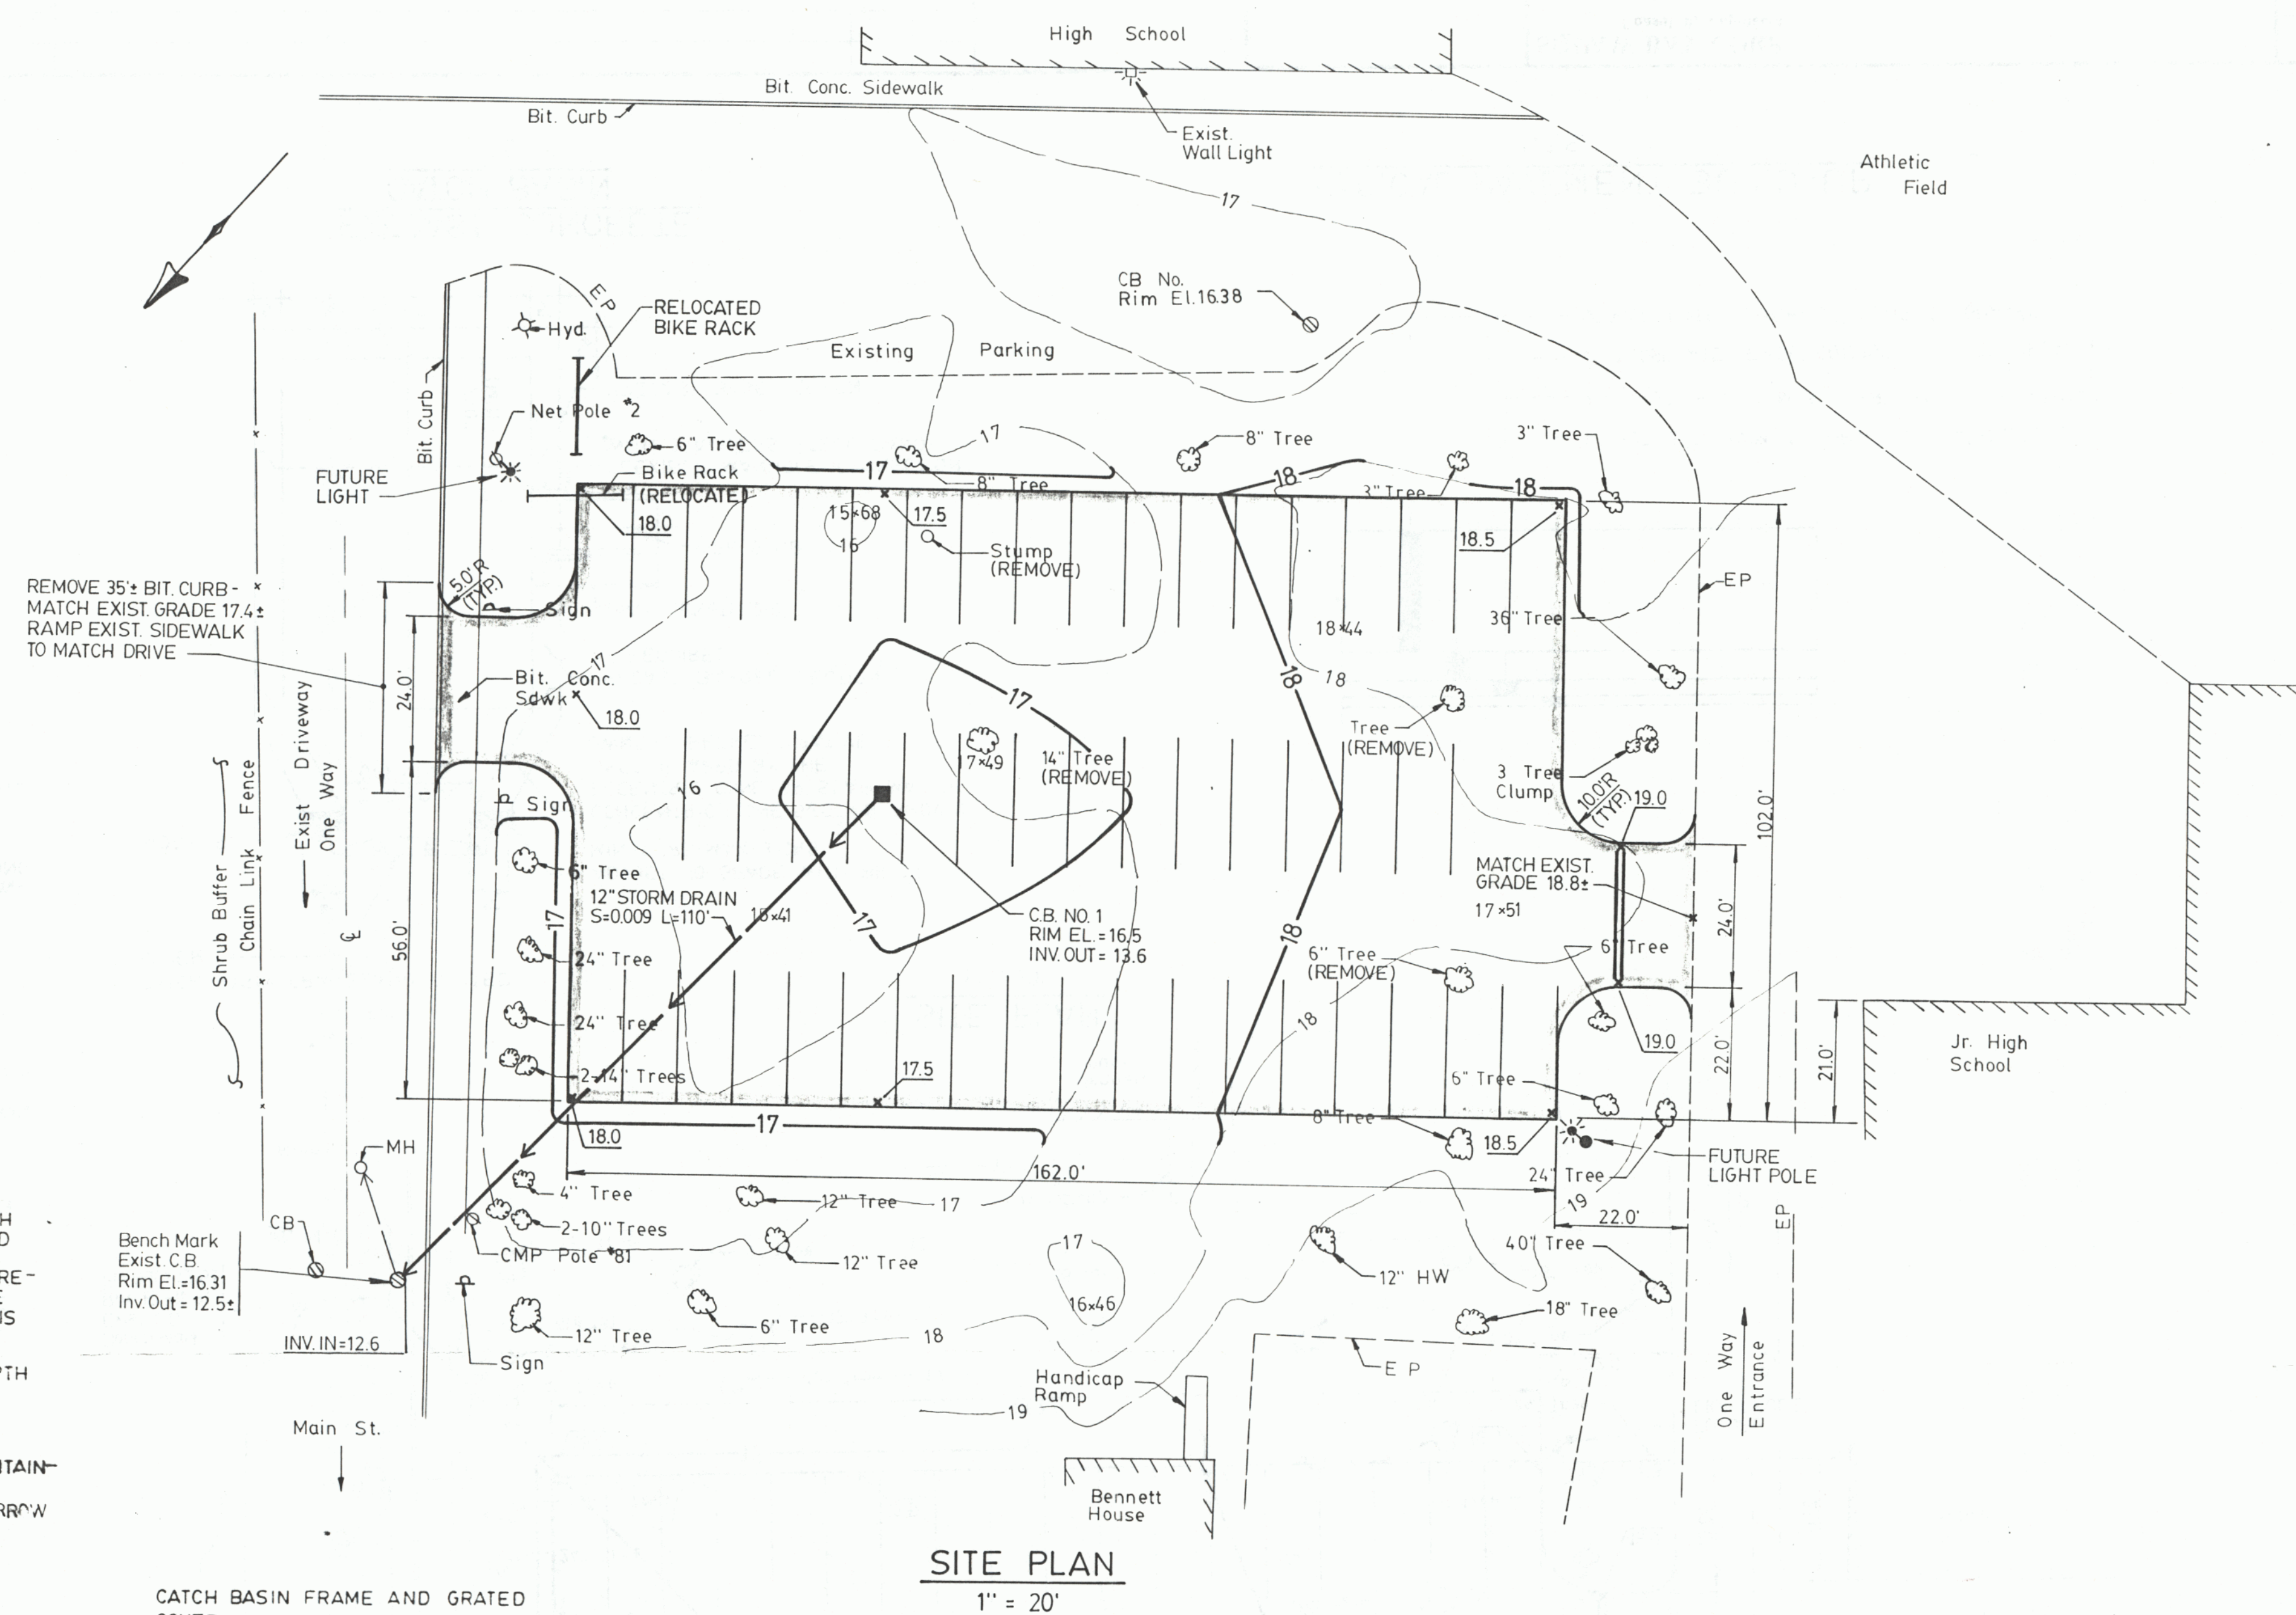 High School
Bit. Conc. Sidewalk
Bit. Curb
Exist.
Wall Light
Athletic
Field
17
CB No.
Rim El.16.38
EP
RELOCATED
BIKE RACK
Hyd.
Existing Parking
Bit. Curb
Net Pole #2
6" Tree
17
8" Tree
3" Tree
FUTURE
LIGHT
Bike Rack
(RELOCATE)
17
8" Tree
18
3" Tree
18
18.0
15x68
16
17.5
Stump
(REMOVE)
18.5
REMOVE 35'± BIT. CURB-
MATCH EXIST. GRADE 17.4±
RAMP EXIST. SIDEWALK
TO MATCH DRIVE
5.0'R
(TYP.)
Sign
EP
36" Tree
18x44
17
24.0'
Bit. Conc.
Sdwk
18.0
17
18
18
Tree
(REMOVE)
Exist Driveway
One Way
Shrub Buffer
Chain Link Fence
17x49
14" Tree
(REMOVE)
3 Tree
Clump
10.0'R
(TYP.)
19.0
102.0'
16
Sign
6" Tree
12" STORM DRAIN
S=0.009 L=110'
15x41
17
17
C.B. NO. 1
RIM EL.=16.5
INV. OUT= 13.6
18
MATCH EXIST.
GRADE 18.8±
17x51
24.0'
56.0'
℄
24" Tree
6" Tree
(REMOVE)
6" Tree
24" Tree
18
19.0
22.0'
21.0'
Jr. High
School
2-14" Trees
17.5
6" Tree
18.0
17
8" Tree
18.5
MH
162.0'
24" Tree
FUTURE
LIGHT POLE
4" Tree
12" Tree
17
19
22.0'
EP
CB
2-10" Trees
CMP Pole #81
Bench Mark
Exist. C.B.
Rim El.=16.31
Inv. Out = 12.5±
12" Tree
17
12" HW
40" Tree
16x46
18" Tree
INV. IN=12.6
12" Tree
6" Tree
18
Sign
EP
Handicap
Ramp
19
One Way
Entrance
Main St.
Bennett
House
H
D
RE-
IS
PTH
TAIN-
RROW
SITE PLAN
1" = 20'
CATCH BASIN FRAME AND GRATED